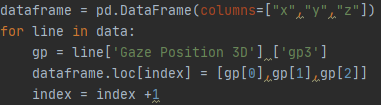 dataframe = pd.DataFrame(columns=["x","y","z"])
for line in data:
    gp = line['Gaze Position 3D'] ['gp3']
    dataframe.loc[index] = [gp[0],gp[1],gp[2]]
    index = index +1